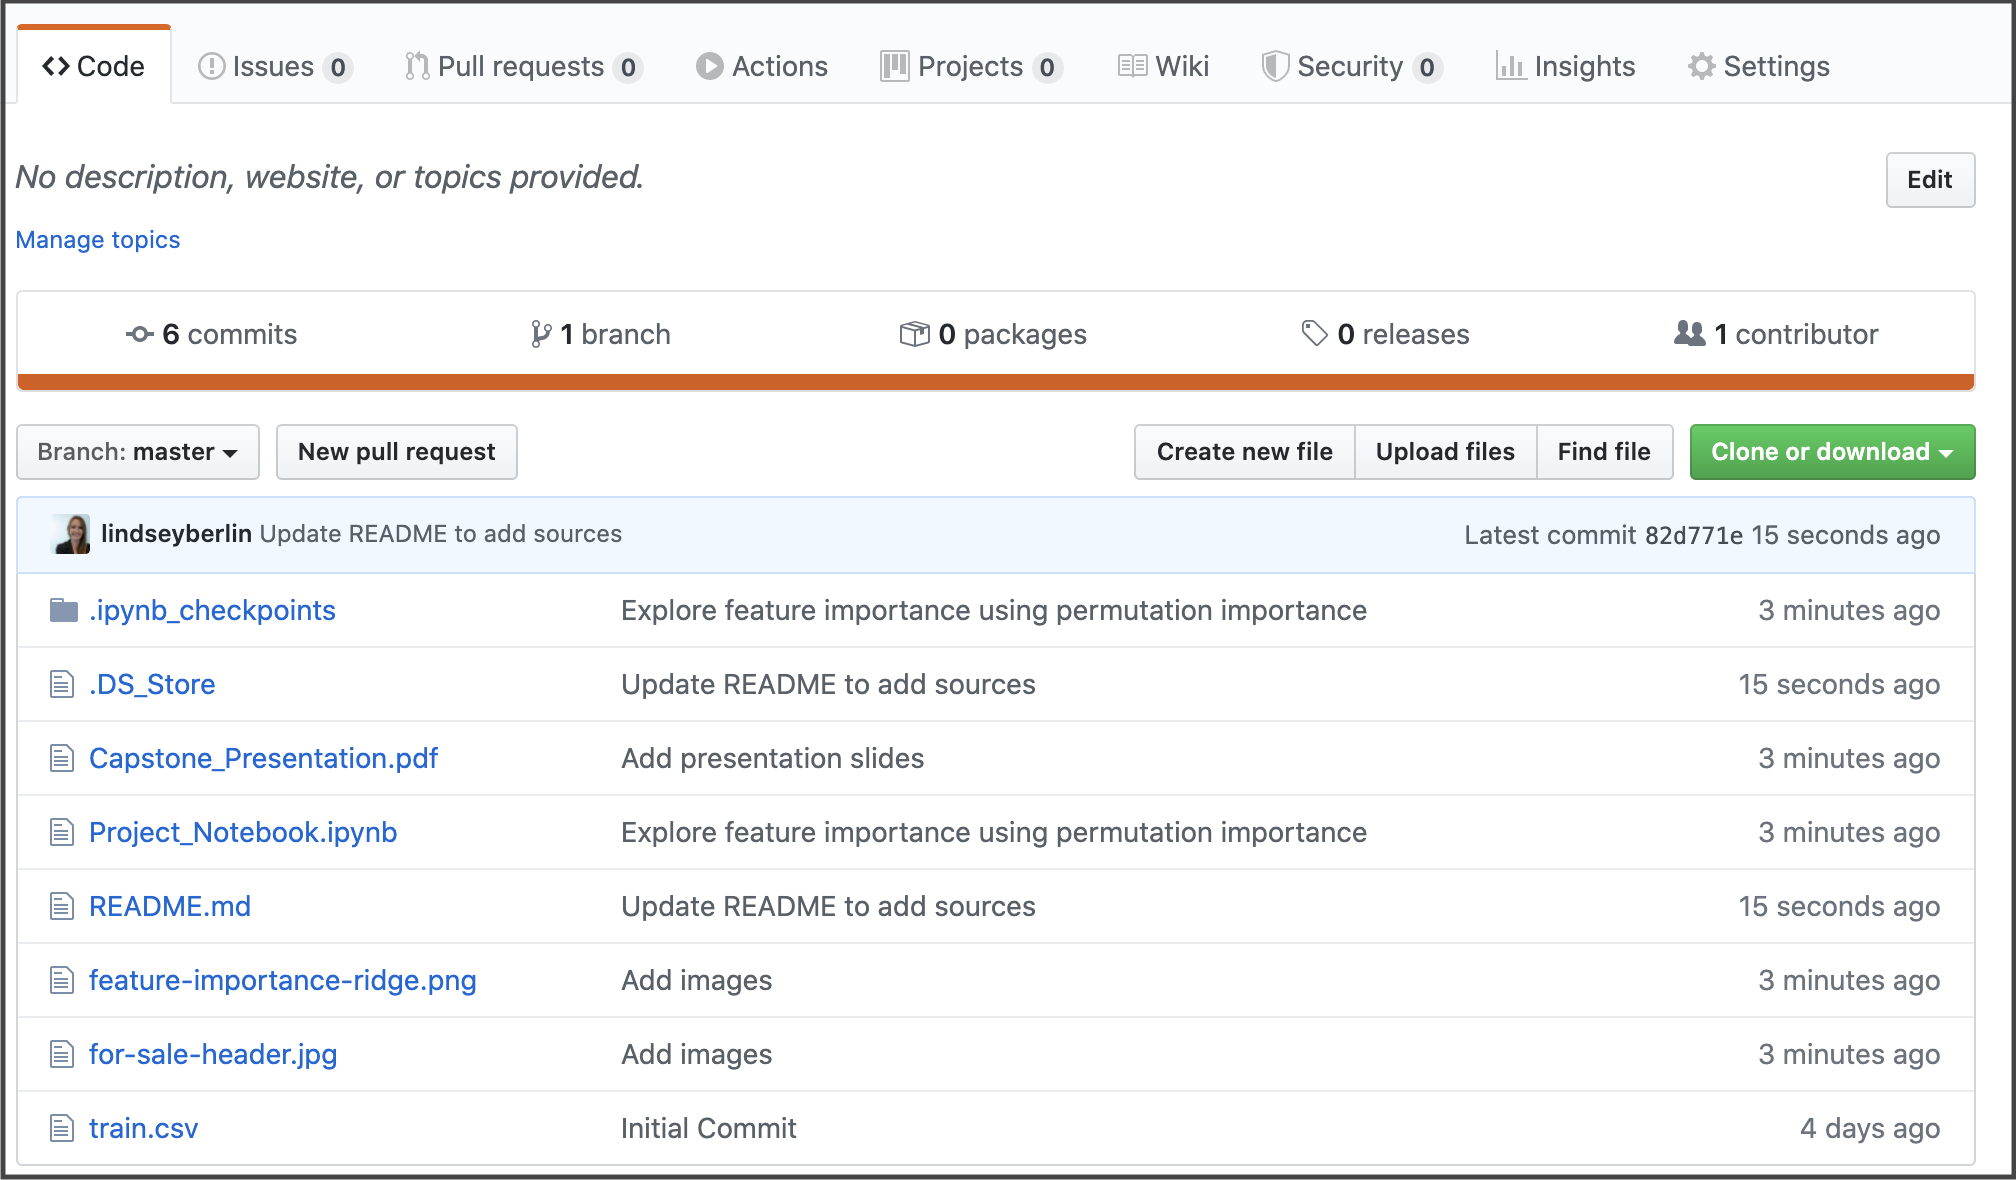 Code Issues 0 Pull requests 0 Actions Projects 0 Wiki Security 0 Insights Settings
No description, website, or topics provided. Edit
Manage topics
6 commits 1 branch 0 packages 0 releases 1 contributor
Branch: master New pull request Create new file Upload files Find file Clone or download
lindseyberlin Update README to add sources Latest commit 82d771e 15 seconds ago
.ipynb_checkpoints Explore feature importance using permutation importance 3 minutes ago
.DS_Store Update README to add sources 15 seconds ago
Capstone_Presentation.pdf Add presentation slides 3 minutes ago
Project_Notebook.ipynb Explore feature importance using permutation importance 3 minutes ago
README.md Update README to add sources 15 seconds ago
feature-importance-ridge.png Add images 3 minutes ago
for-sale-header.jpg Add images 3 minutes ago
train.csv Initial Commit 4 days ago